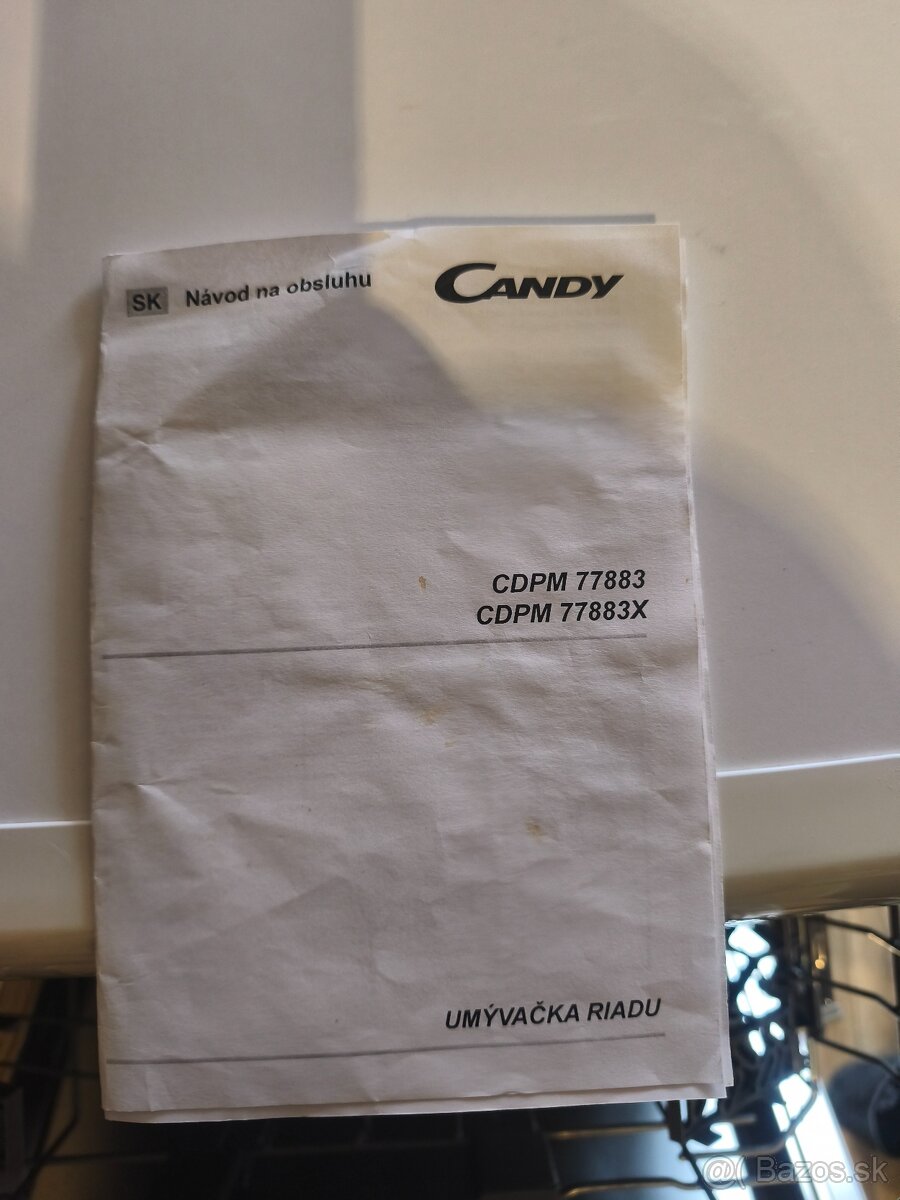 SK Návod na obsluhu CANDY
CDPM 77883
CDPM 77883X
UMÝVAČKA RIADU
@( Bazos.sk